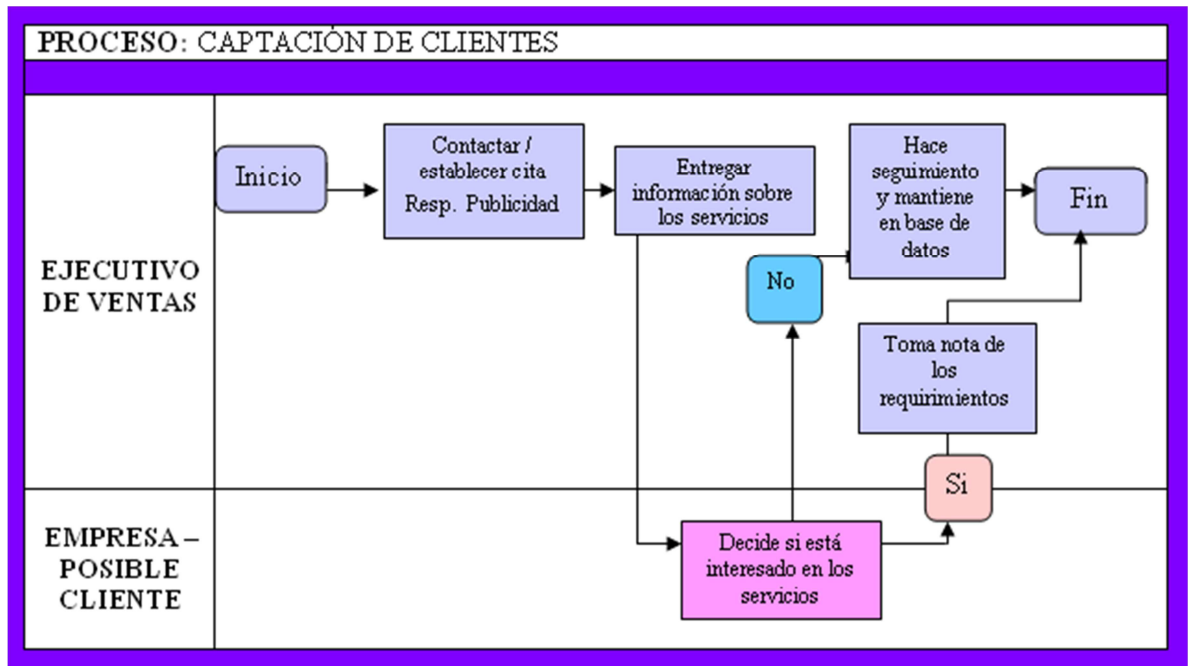 PROCESO: CAPTACIÓN DE CLIENTES
EJECUTIVO
DE VENTAS
Inicio
Contactar /
establecer cita
Resp. Publicidad
Entregar
información sobre
los servicios
No
Hace
seguimiento
y mantiene
en base de
datos
Fin
Toma nota de
los
requirimientos
Si
EMPRESA –
POSIBLE
CLIENTE
Decide si está
interesado en los
servicios